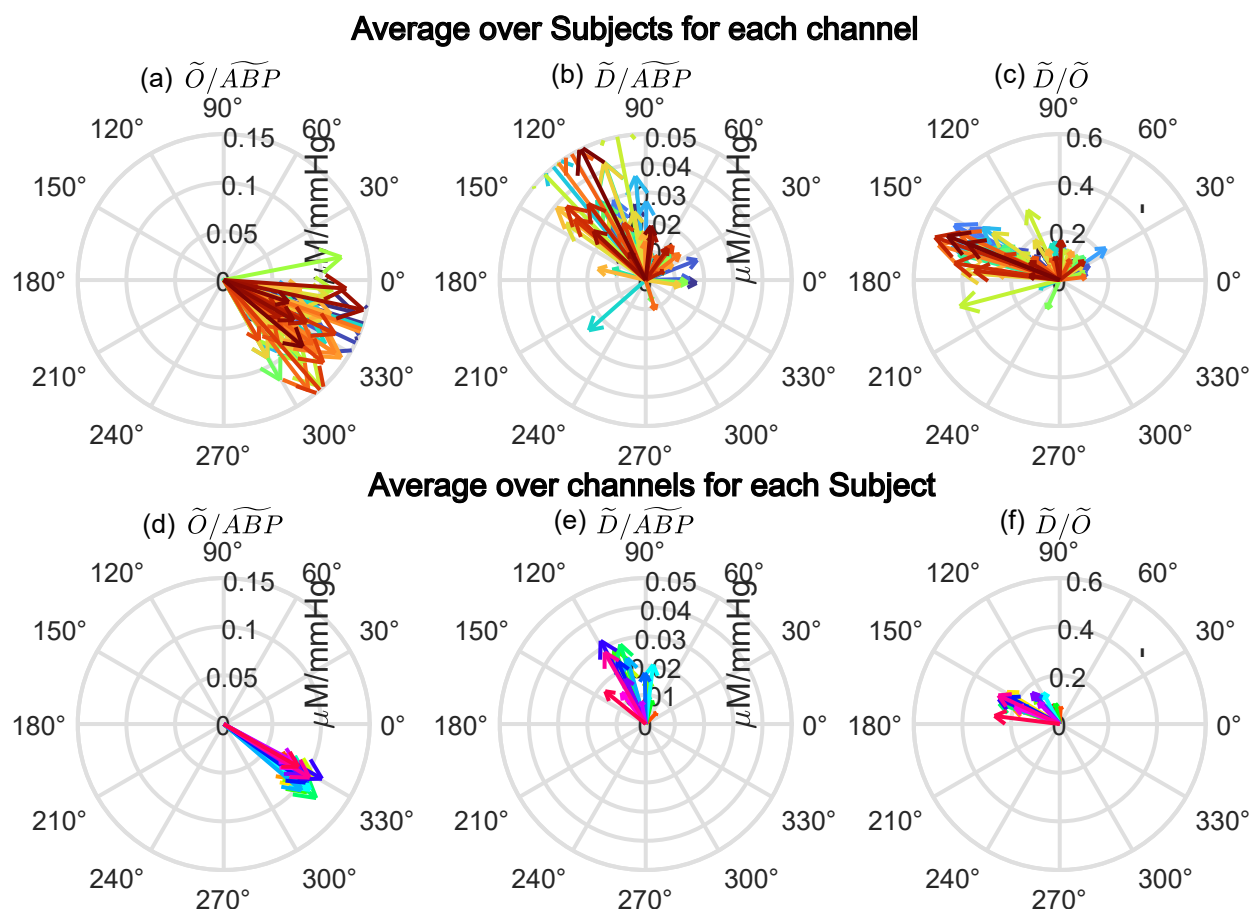 Average over Subjects for each channel
(a) Õ/A͠B͠P (b) D̃/A͠B͠P (c) D̃/Õ
90° 90° 90°
120° 0.15 60° 120° 0.05 60° 120° 0.6 60°
0.04
150° 0.1 30° 150° 0.03 30° 150° 0.4 30°
0.05 0.2
180° 0 0° 180° 0 0° 180° 0 0°
μM/mmHg μM/mmHg
210° 330° 210° 330° 210° 330°
240° 300° 240° 300° 240° 300°
270° 270° 270°
Average over channels for each Subject
(d) Õ/A͠B͠P (e) D̃/A͠B͠P (f) D̃/Õ
90° 90° 90°
120° 0.15 60° 120° 0.05 60° 120° 0.6 60°
0.04
150° 0.1 30° 150° 0.03 30° 150° 0.4 30°
0.05 0.02 0.2
180° 0 0° 180° 0 0° 180° 0 0°
μM/mmHg μM/mmHg
210° 330° 210° 330° 210° 330°
240° 300° 240° 300° 240° 300°
270° 270° 270°